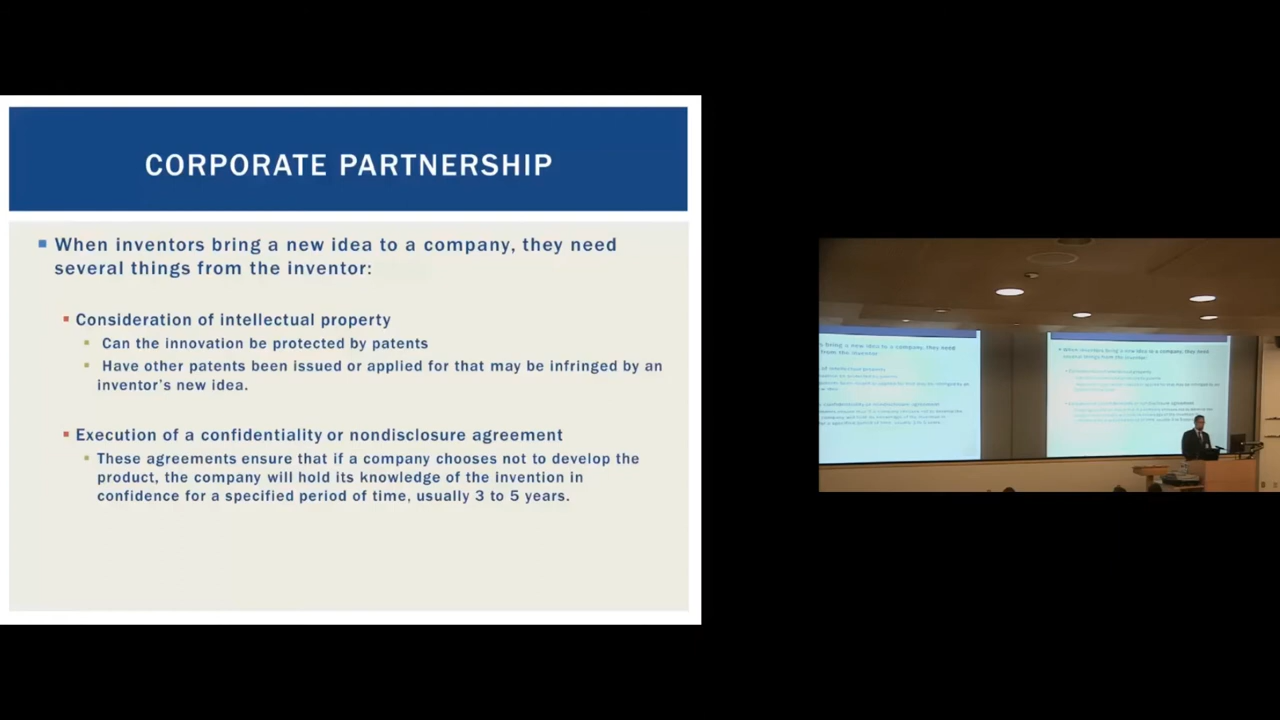 CORPORATE PARTNERSHIP
When inventors bring a new idea to a company, they need
several things from the inventor:
Consideration of intellectual property
Can the innovation be protected by patents
Have other patents been issued or applied for that may be infringed by an
inventor's new idea.
Execution of a confidentiality or nondisclosure agreement
These agreements ensure that if a company chooses not to develop the
product, the company will hold its knowledge of the invention in
confidence for a specified period of time, usually 3 to 5 years.